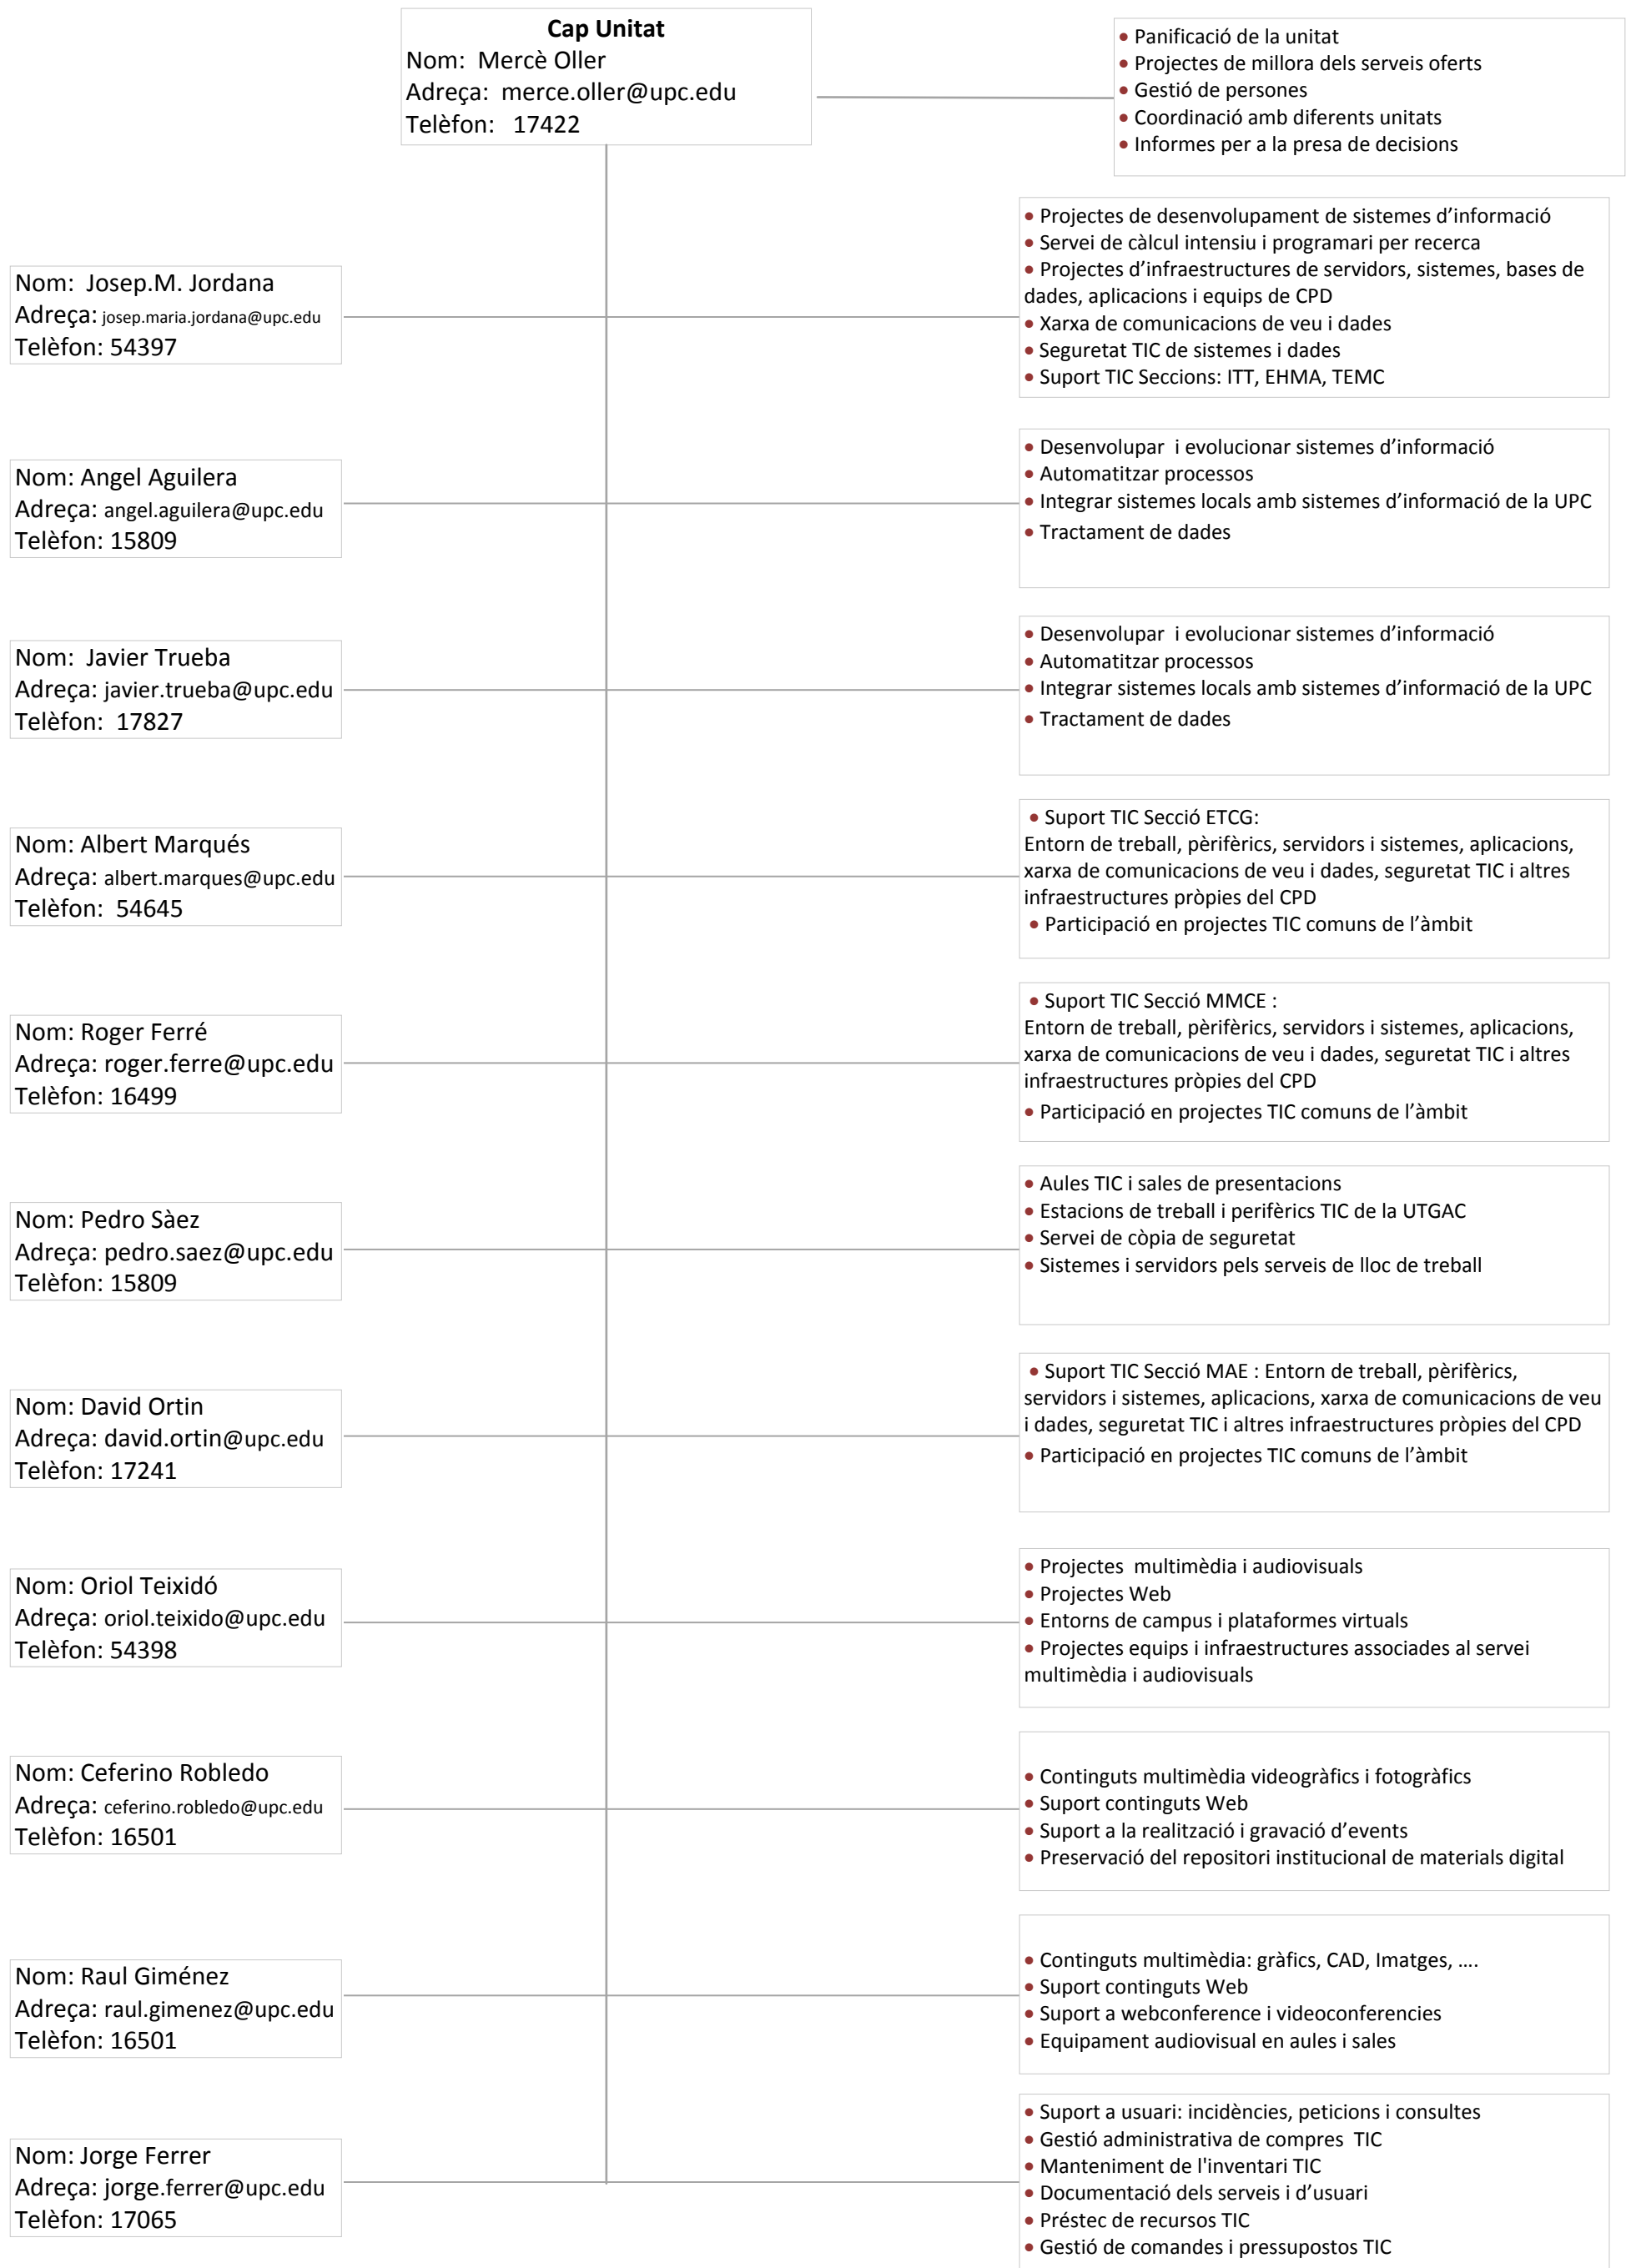 Cap Unitat
Nom: Mercè Oller
Adreça: merce.oller@upc.edu
Telèfon: 17422
• Panificació de la unitat
• Projectes de millora dels serveis oferts
• Gestió de persones
• Coordinació amb diferents unitats
• Informes per a la presa de decisions
Nom: Josep.M. Jordana
Adreça: josep.maria.jordana@upc.edu
Telèfon: 54397
• Projectes de desenvolupament de sistemes d’informació
• Servei de càlcul intensiu i programari per recerca
• Projectes d’infraestructures de servidors, sistemes, bases de
dades, aplicacions i equips de CPD
• Xarxa de comunicacions de veu i dades
• Seguretat TIC de sistemes i dades
• Suport TIC Seccions: ITT, EHMA, TEMC
Nom: Angel Aguilera
Adreça: angel.aguilera@upc.edu
Telèfon: 15809
• Desenvolupar i evolucionar sistemes d’informació
• Automatitzar processos
• Integrar sistemes locals amb sistemes d’informació de la UPC
• Tractament de dades
Nom: Javier Trueba
Adreça: javier.trueba@upc.edu
Telèfon: 17827
• Desenvolupar i evolucionar sistemes d’informació
• Automatitzar processos
• Integrar sistemes locals amb sistemes d’informació de la UPC
• Tractament de dades
Nom: Albert Marqués
Adreça: albert.marques@upc.edu
Telèfon: 54645
• Suport TIC Secció ETCG:
Entorn de treball, pèrifèrics, servidors i sistemes, aplicacions,
xarxa de comunicacions de veu i dades, seguretat TIC i altres
infraestructures pròpies del CPD
• Participació en projectes TIC comuns de l’àmbit
Nom: Roger Ferré
Adreça: roger.ferre@upc.edu
Telèfon: 16499
• Suport TIC Secció MMCE :
Entorn de treball, pèrifèrics, servidors i sistemes, aplicacions,
xarxa de comunicacions de veu i dades, seguretat TIC i altres
infraestructures pròpies del CPD
• Participació en projectes TIC comuns de l’àmbit
Nom: Pedro Sàez
Adreça: pedro.saez@upc.edu
Telèfon: 15809
• Aules TIC i sales de presentacions
• Estacions de treball i perifèrics TIC de la UTGAC
• Servei de còpia de seguretat
• Sistemes i servidors pels serveis de lloc de treball
Nom: David Ortin
Adreça: david.ortin@upc.edu
Telèfon: 17241
• Suport TIC Secció MAE : Entorn de treball, pèrifèrics,
servidors i sistemes, aplicacions, xarxa de comunicacions de veu
i dades, seguretat TIC i altres infraestructures pròpies del CPD
• Participació en projectes TIC comuns de l’àmbit
Nom: Oriol Teixidó
Adreça: oriol.teixido@upc.edu
Telèfon: 54398
• Projectes multimèdia i audiovisuals
• Projectes Web
• Entorns de campus i plataformes virtuals
• Projectes equips i infraestructures associades al servei
multimèdia i audiovisuals
Nom: Ceferino Robledo
Adreça: ceferino.robledo@upc.edu
Telèfon: 16501
• Continguts multimèdia videogràfics i fotogràfics
• Suport continguts Web
• Suport a la realització i gravació d’events
• Preservació del repositori institucional de materials digital
Nom: Raul Giménez
Adreça: raul.gimenez@upc.edu
Telèfon: 16501
• Continguts multimèdia: gràfics, CAD, Imatges, ….
• Suport continguts Web
• Suport a webconference i videoconferencies
• Equipament audiovisual en aules i sales
Nom: Jorge Ferrer
Adreça: jorge.ferrer@upc.edu
Telèfon: 17065
• Suport a usuari: incidències, peticions i consultes
• Gestió administrativa de compres TIC
• Manteniment de l'inventari TIC
• Documentació dels serveis i d’usuari
• Préstec de recursos TIC
• Gestió de comandes i pressupostos TIC